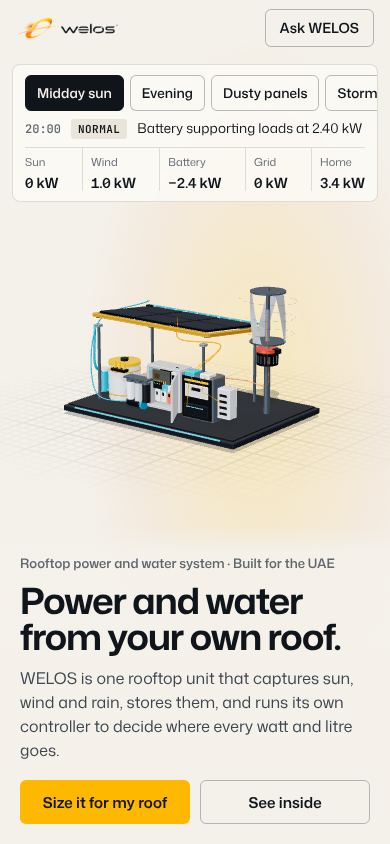 welos
Ask WELOS
Midday sun
Evening
Dusty panels
Storm
20:00 NORMAL Battery supporting loads at 2.40 kW
Sun Wind Battery Grid Home
0 kW 1.0 kW −2.4 kW 0 kW 3.4 kW
Rooftop power and water system · Built for the UAE
Power and water
from your own roof.
WELOS is one rooftop unit that captures sun,
wind and rain, stores them, and runs its own
controller to decide where every watt and litre
goes.
Size it for my roof
See inside